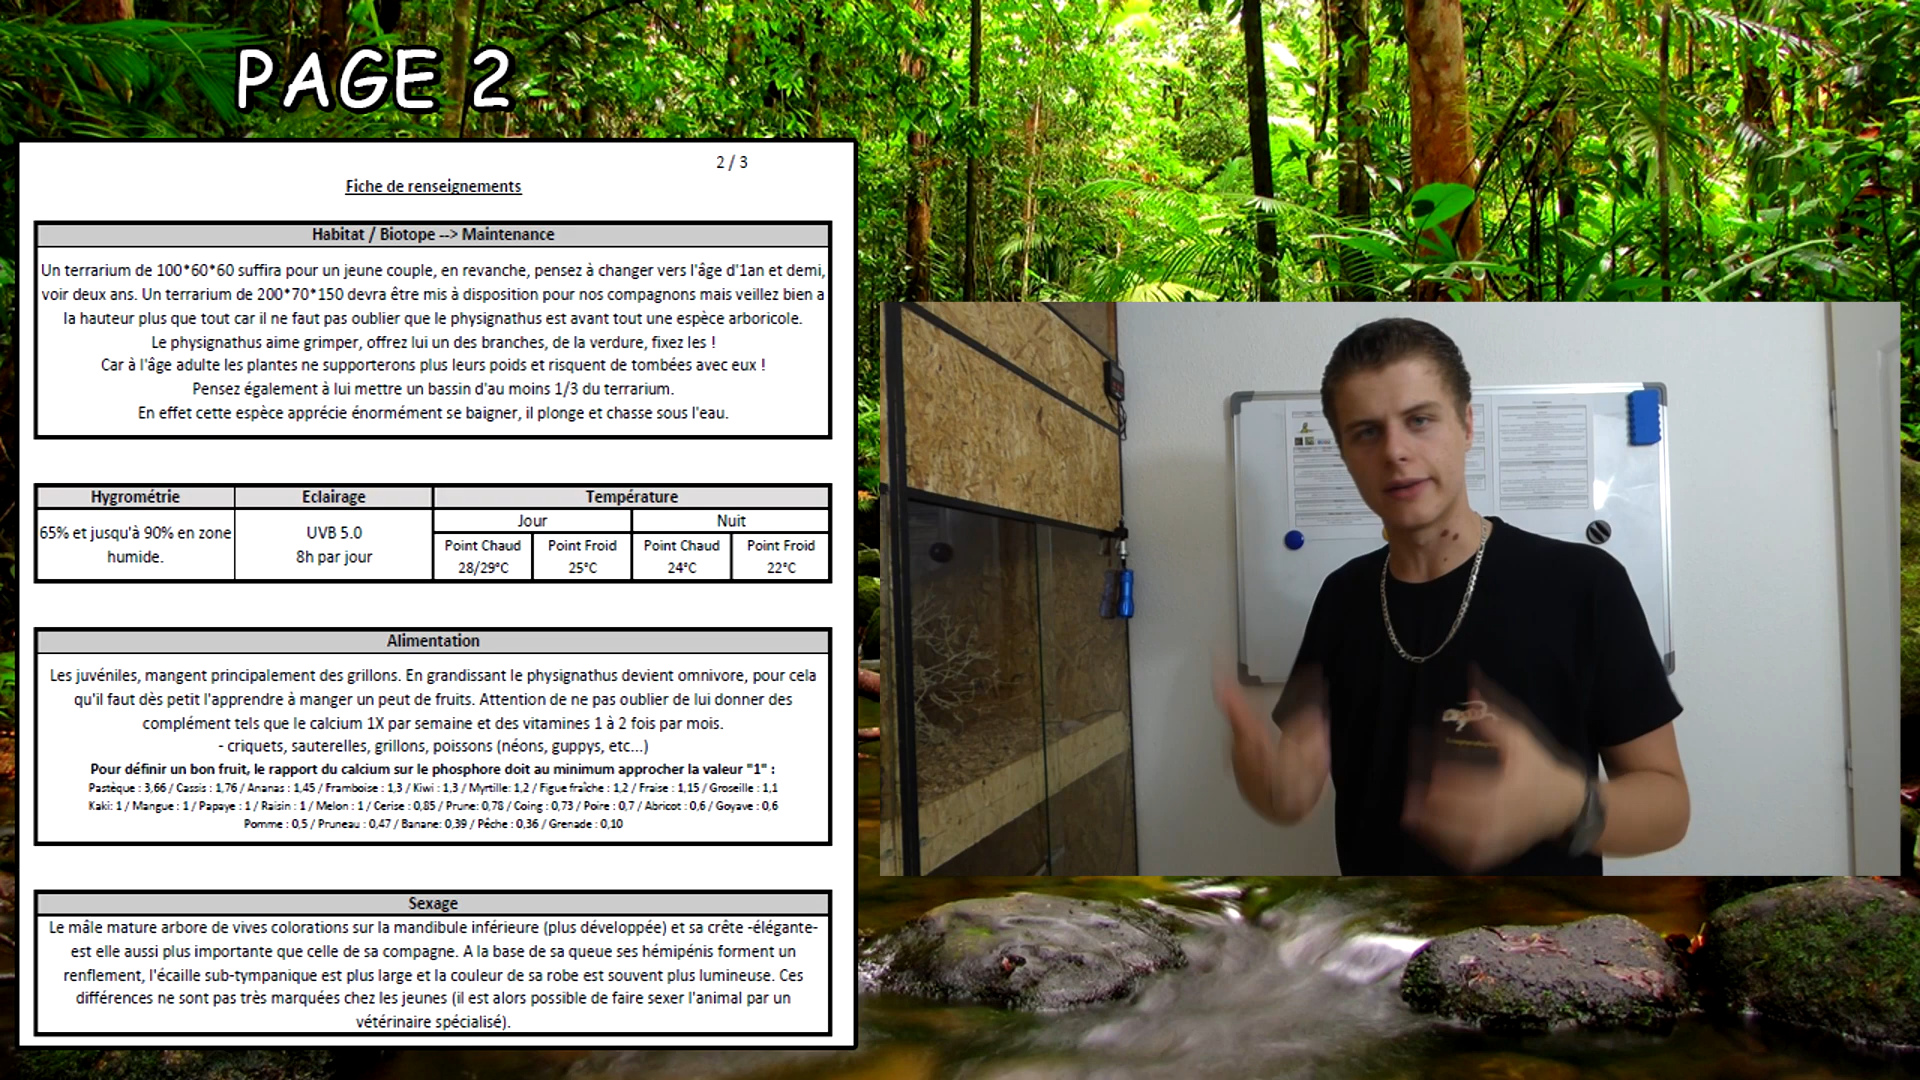 PAGE 2
2 / 3
Fiche de renseignements
Habitat / Biotope --> Maintenance
Un terrarium de 100*60*60 suffira pour un jeune couple, en revanche, pensez à changer vers l'âge d'1an et demi,
voir deux ans. Un terrarium de 200*70*150 devra être mis à disposition pour nos compagnons mais veillez bien a
la hauteur plus que tout car il ne faut pas oublier que le physignathus est avant tout une espèce arboricole.
Le physignathus aime grimper, offrez lui un des branches, de la verdure, fixez les !
Car à l'âge adulte les plantes ne supporterons plus leurs poids et risquent de tombées avec eux !
Pensez également à lui mettre un bassin d'au moins 1/3 du terrarium.
En effet cette espèce apprécie énormément se baigner, il plonge et chasse sous l'eau.
Hygrométrie Eclairage Température
65% et jusqu'à 90% en zone humide.
UVB 5.0
8h par jour
Jour Nuit
Point Chaud Point Froid Point Chaud Point Froid
28/29°C 25°C 24°C 22°C
Alimentation
Les juvéniles, mangent principalement des grillons. En grandissant le physignathus devient omnivore, pour cela
qu'il faut dès petit l'apprendre à manger un peut de fruits. Attention de ne pas oublier de lui donner des
complément tels que le calcium 1X par semaine et des vitamines 1 à 2 fois par mois.
- criquets, sauterelles, grillons, poissons (néons, guppys, etc...)
Pour définir un bon fruit, le rapport du calcium sur le phosphore doit au minimum approcher la valeur "1" :
Pastèque : 3,66 / Cassis : 1,76 / Ananas : 1,45 / Framboise : 1,3 / Kiwi : 1,3 / Myrtille: 1,2 / Figue fraîche : 1,2 / Fraise : 1,15 / Groseille : 1,1
Kaki: 1 / Mangue : 1 / Papaye : 1 / Raisin : 1 / Melon : 1 / Cerise : 0,85 / Prune: 0,78 / Coing : 0,73 / Poire : 0,7 / Abricot : 0,6 / Goyave : 0,6
Pomme : 0,5 / Pruneau : 0,47 / Banane: 0,39 / Pêche : 0,36 / Grenade : 0,10
Sexage
Le mâle mature arbore de vives colorations sur la mandibule inférieure (plus développée) et sa crête -élégante-
est elle aussi plus importante que celle de sa compagne. A la base de sa queue ses hémipénis forment un
renflement, l'écaille sub-tympanique est plus large et la couleur de sa robe est souvent plus lumineuse. Ces
différences ne sont pas très marquées chez les jeunes (il est alors possible de faire sexer l'animal par un
vétérinaire spécialisé).